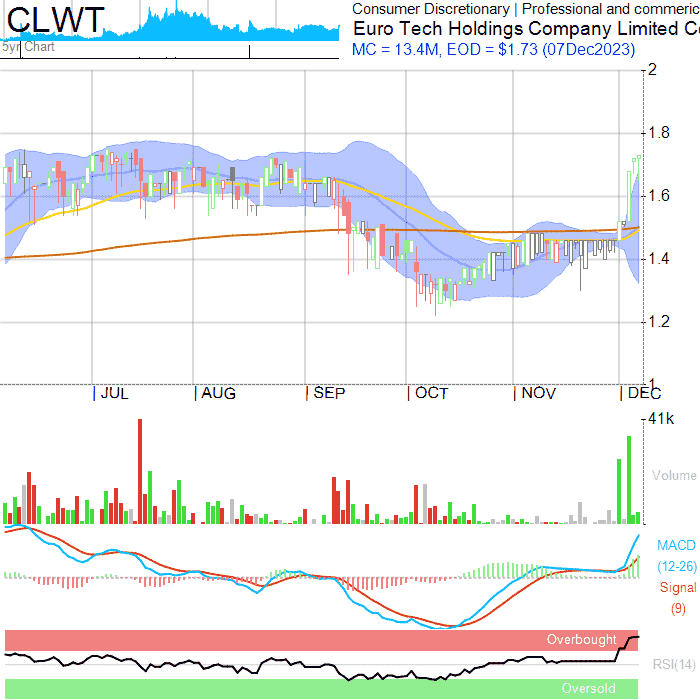 CLWT
5yr Chart
Consumer Discretionary | Professional and commeric
Euro Tech Holdings Company Limited Co
MC = 13.4M, EOD = $1.73 (07Dec2023)
2
1.8
1.6
1.4
1.2
1
JUL AUG SEP OCT NOV DEC
41k
Volume
MACD
(12-26)
Signal
(9)
Overbought
RSI(14)
Oversold